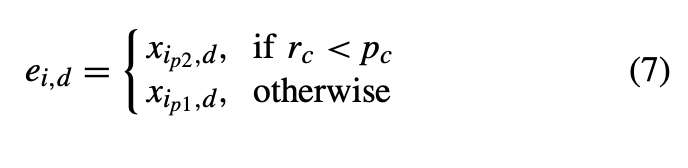 e_{i,d} = { x_{i_{p2},d}, if r_c < p_c
x_{i_{p1},d}, otherwise (7)